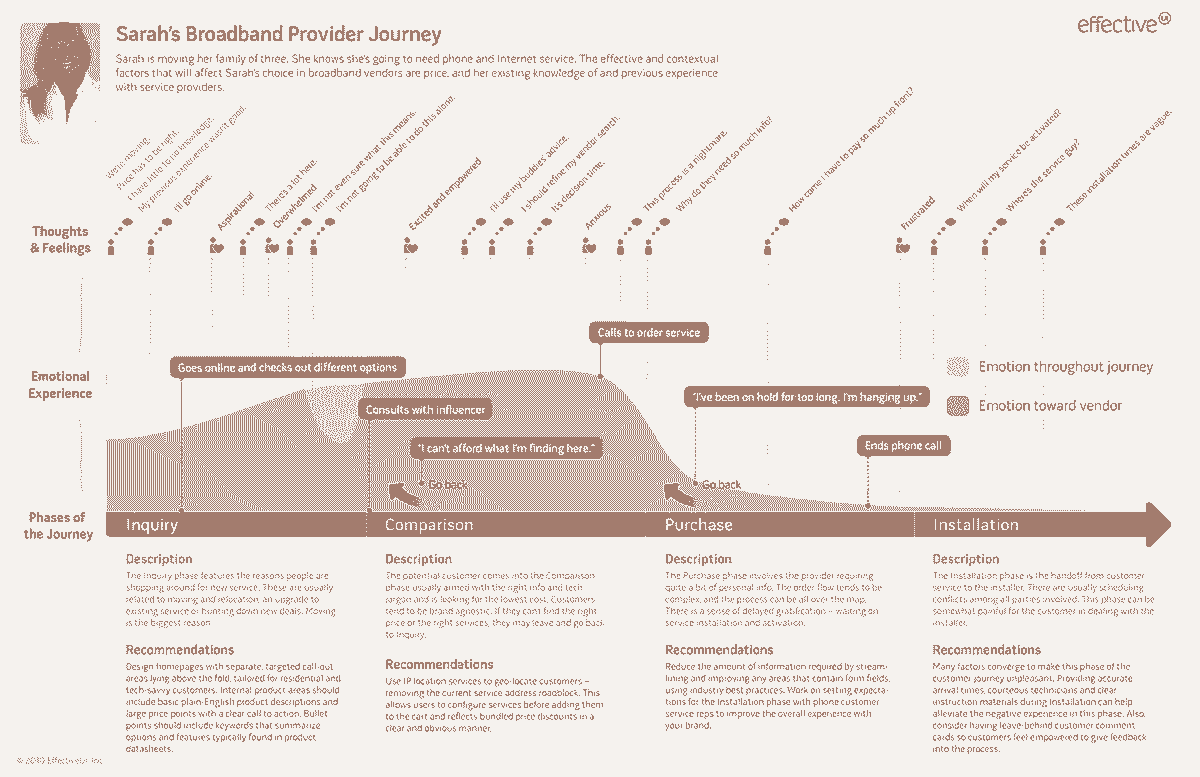 Sarah's Broadband Provider Journey
effective UI
Sarah is moving her family of three. She knows she's going to need phone and Internet service. The effective and contextual
factors that will affect Sarah's choice in broadband vendors are price, and her existing knowledge of and previous experience
with service providers.
We're moving.
Price has to be right.
I have little to no knowledge.
My previous experience wasn't good.
I'll go online.
Aspirational
There's a lot here.
Overwhelmed
I'm not even sure what this means.
I'm not going to be able to do this alone.
Excited and empowered
I'll use my buddies advice.
I should refine my vendor search.
It's decision time.
Anxious
This process is a nightmare.
Why do they need so much info?
How come I have to pay so much up front?
Frustrated
When will my service be activated?
Where's the service guy?
These installation times are vague.
Thoughts
& Feelings
Calls to order service
Goes online and checks out different options
Emotional
Experience
Emotion throughout journey
"I've been on hold for too long. I'm hanging up."
Consults with influencer
Emotion toward vendor
"I can't afford what I'm finding here."
Ends phone call
Go back
Go back
Phases of
the Journey
Inquiry
Comparison
Purchase
Installation
Description
The Inquiry phase features the reasons people are
shopping around for new service. These are usually
related to moving and relocation, an upgrade to
existing service or hunting down new deals. Moving
is the biggest reason.
Recommendations
Design homepages with separate, targeted call-out
areas lying above the fold, tailored for residential and
tech-savvy customers. Internal product areas should
include basic plain-English product descriptions and
large price points with a clear call to action. Bullet
points should include keywords that summarize
options and features typically found in product
datasheets.
Description
The potential customer comes into the Comparison
phase usually armed with the right info and tech
jargon and is looking for the lowest cost. Customers
tend to be brand agnostic. If they can't find the right
price or the right services, they may leave and go back
to Inquiry.
Recommendations
Use IP location services to geo-locate customers –
removing the current service address roadblock. This
allows users to configure services before adding them
to the cart and reflects bundled price discounts in a
clear and obvious manner.
Description
The Purchase phase involves the provider requiring
quite a bit of personal info. The order flow tends to be
complex and the process can be all over the map.
There is a sense of delayed gratification – waiting on
service installation and activation.
Recommendations
Reduce the amount of information required by stream-
lining and improving any areas that contain form fields,
using industry best practices. Work on setting expecta-
tions for the installation phase with phone customer
service reps to improve the overall experience with
your brand.
Description
The Installation phase is the handoff from customer
service to the installer. There are usually scheduling
conflicts among all parties involved. This phase can be
somewhat painful for the customer in dealing with the
installer.
Recommendations
Many factors converge to make this phase of the
customer journey unpleasant. Providing accurate
arrival times, courteous technicians and clear
instruction materials during installation can help
alleviate the negative experience in this phase. Also,
consider having leave-behind customer comment
cards so customers feel empowered to give feedback
into the process.
© 2010 EffectiveUI, Inc.